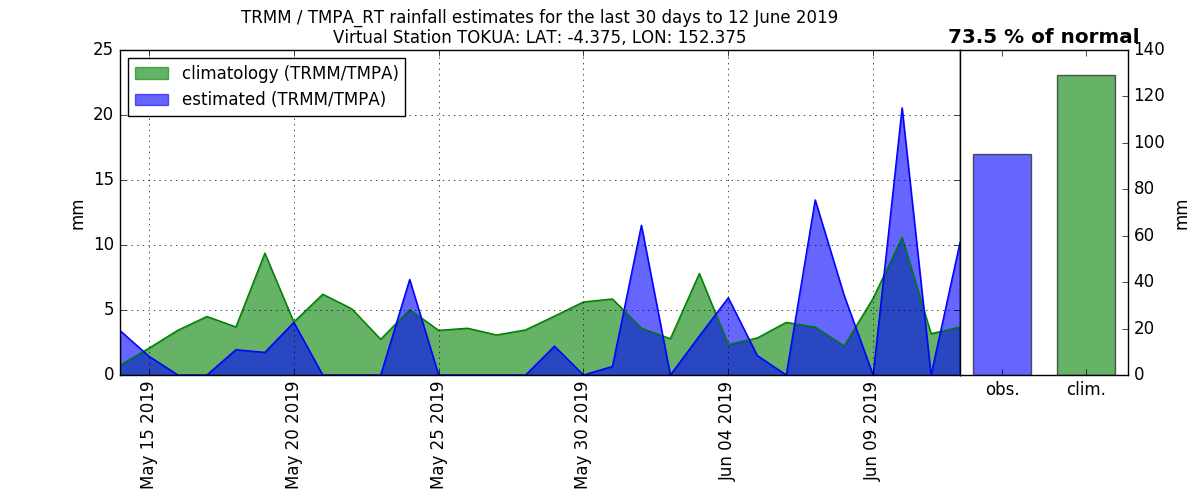 TRMM / TMPA_RT rainfall estimates for the last 30 days to 12 June 2019
Virtual Station TOKUA: LAT: -4.375, LON: 152.375
73.5 % of normal
climatology (TRMM/TMPA)
estimated (TRMM/TMPA)
25
20
15
10
5
0
mm
May 15 2019
May 20 2019
May 25 2019
May 30 2019
Jun 04 2019
Jun 09 2019
obs.
clim.
140
120
100
80
60
40
20
0
mm